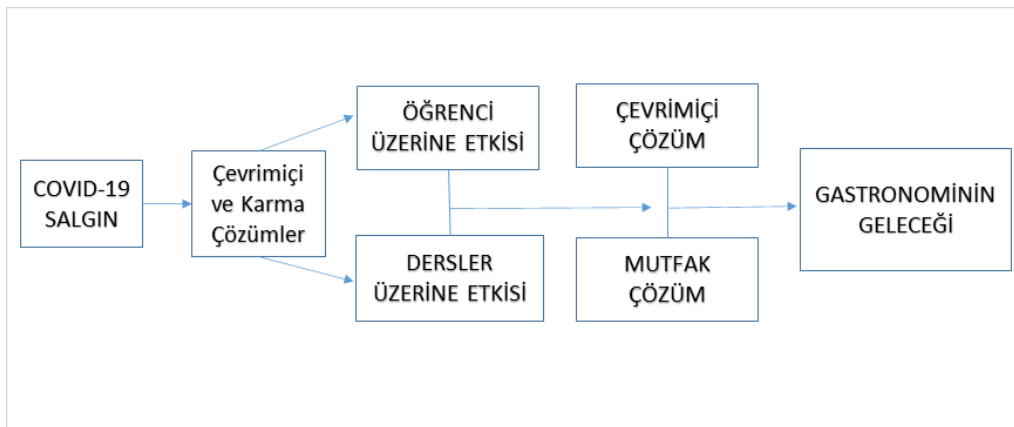 COVID-19
SALGIN
Çevrimiçi
ve Karma
Çözümler
ÖĞRENCİ
ÜZERİNE ETKİSİ
DERSLER
ÜZERİNE ETKİSİ
ÇEVRİMİÇİ
ÇÖZÜM
MUTFAK
ÇÖZÜM
GASTRONOMİNİN
GELECEĞİ